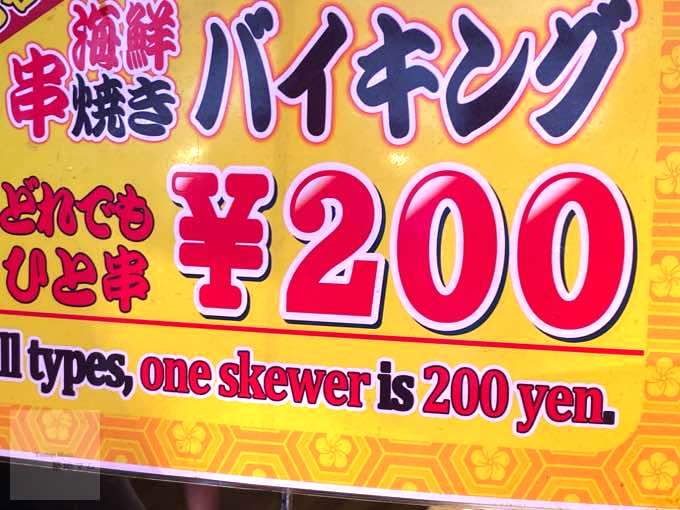 海鮮
串焼き バイキング
どれでも
ひと串
¥200
ll types, one skewer is 200 yen.